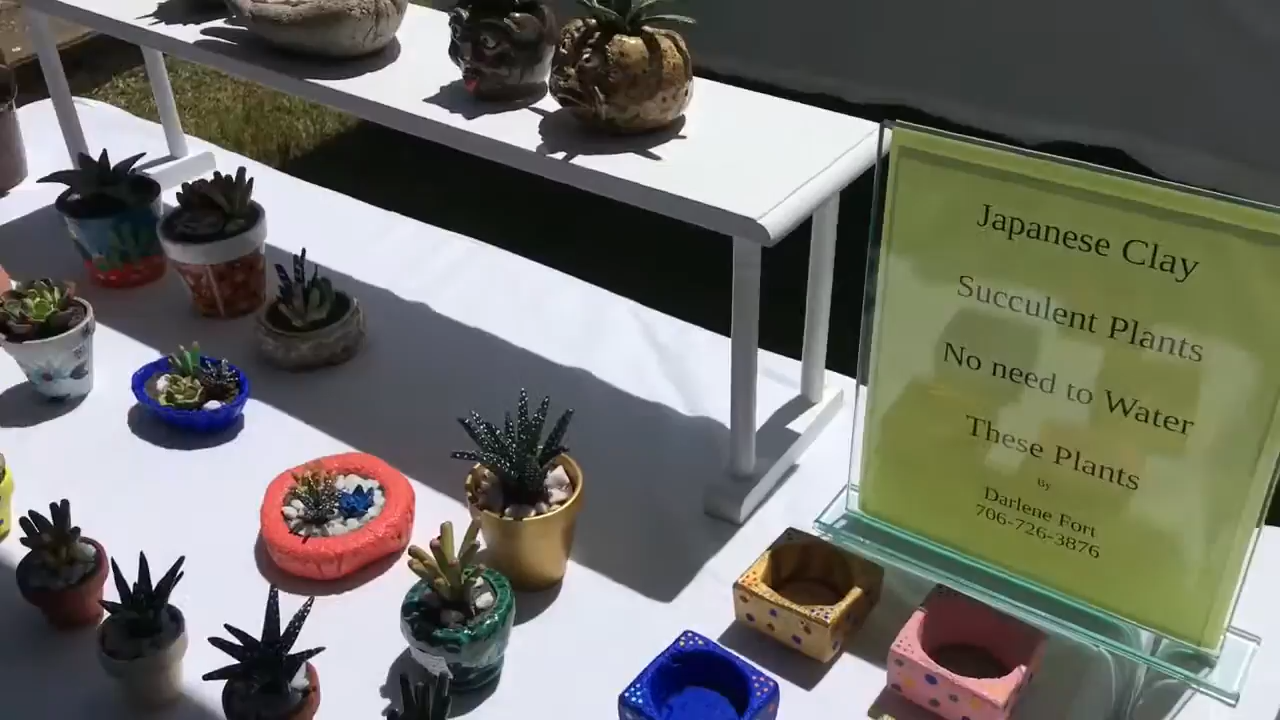 Japanese Clay
Succulent Plants
No need to Water
These Plants
By
Darlene Fort
706-726-3876